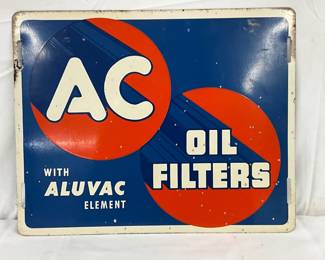 AC
OIL
FILTERS
WITH
ALUVAC
ELEMENT